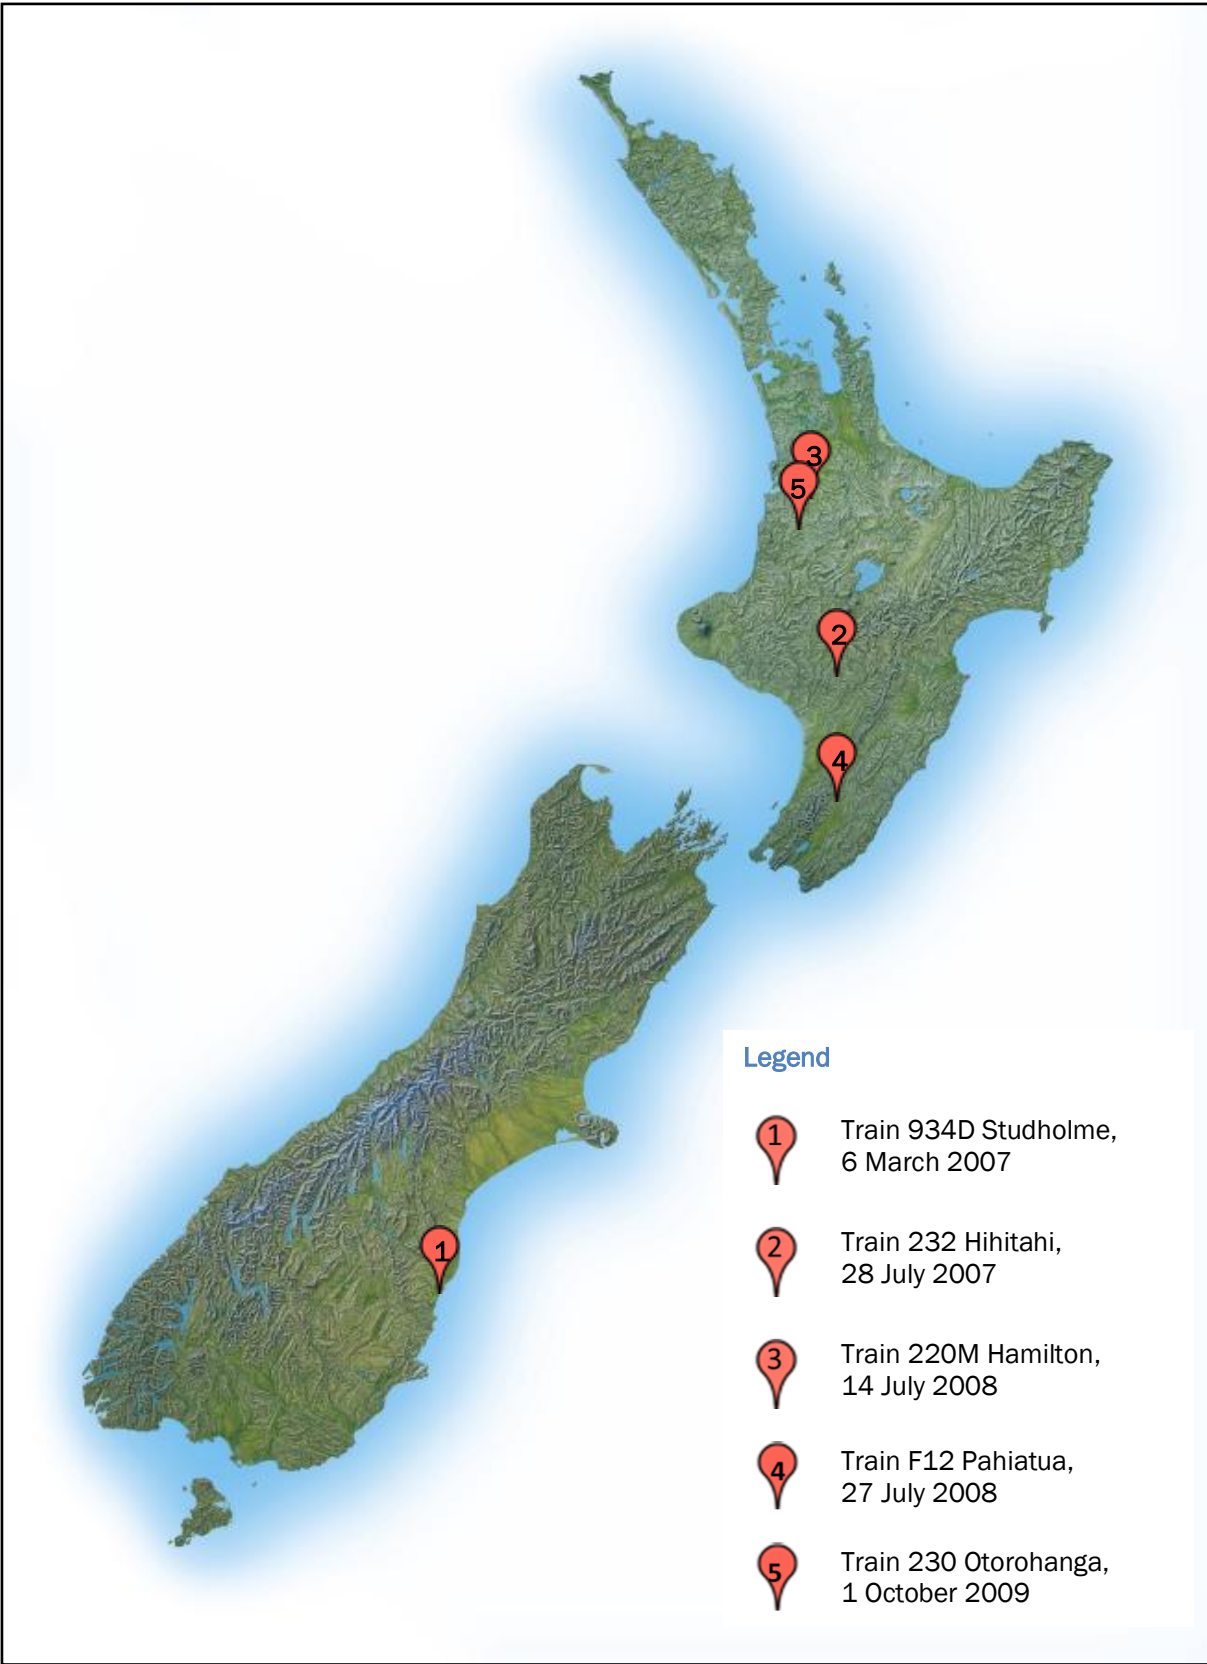 3
5
2
4
1
Legend
1
Train 934D Studholme,
6 March 2007
2
Train 232 Hihitahi,
28 July 2007
3
Train 220M Hamilton,
14 July 2008
4
Train F12 Pahiatua,
27 July 2008
5
Train 230 Otorohanga,
1 October 2009